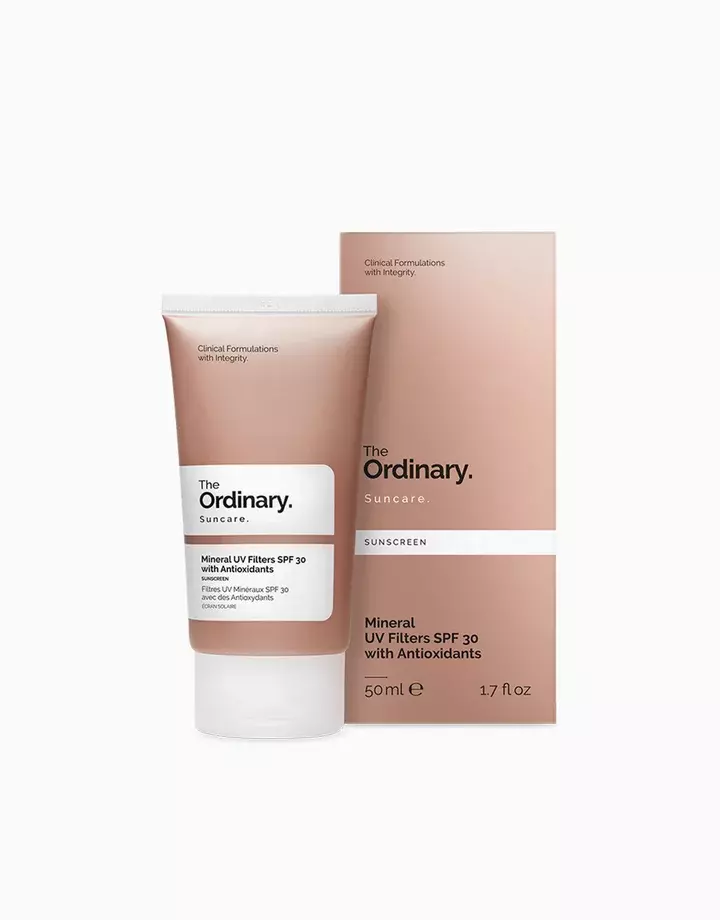 Clinical Formulations
with Integrity.
The
Ordinary.
Suncare.
Mineral UV Filters SPF 30
with Antioxidants
SUNSCREEN
Filtres UV Minéraux SPF 30
avec des Antioxydants
ÉCRAN SOLAIRE
Clinical Formulations
with Integrity.
The
Ordinary.
Suncare.
SUNSCREEN
Mineral
UV Filters SPF 30
with Antioxidants
50 ml ℮ 1.7 fl oz